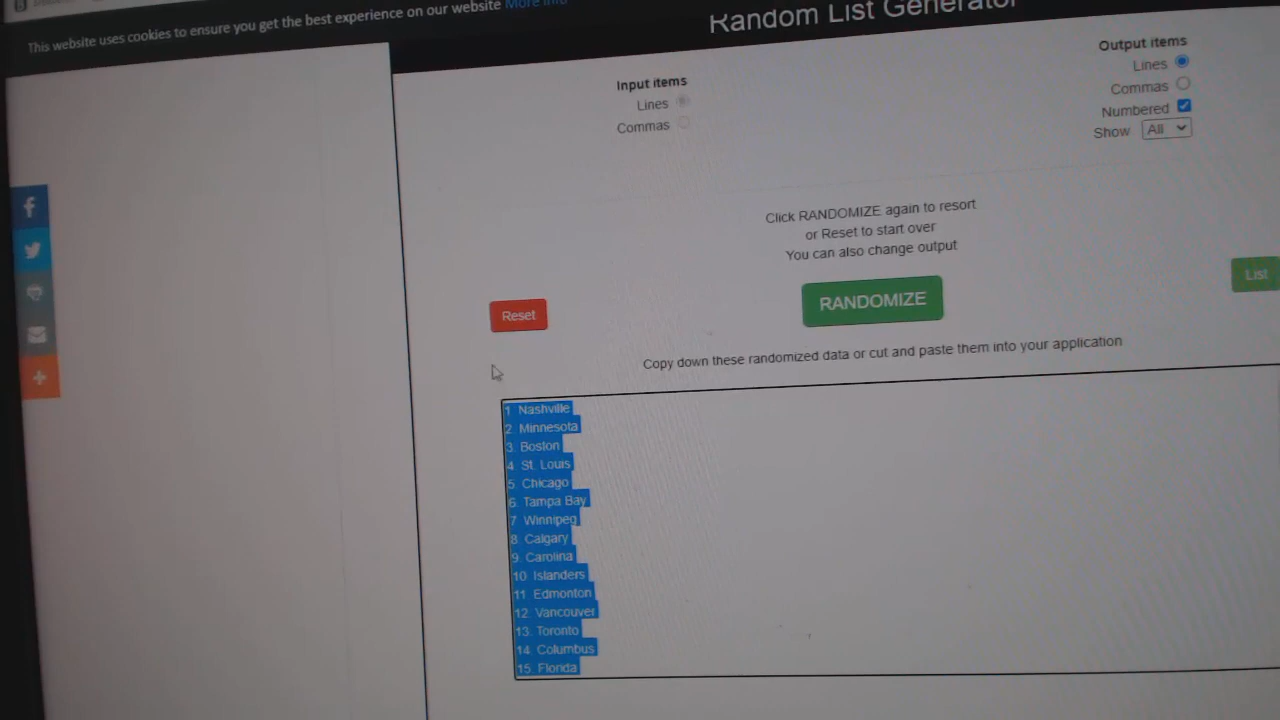 This website uses cookies to ensure you get the best experience on our website More info
Random List Generator
Input items
Lines
Commas
Output items
Lines
Commas
Numbered
Show All
Click RANDOMIZE again to resort
or Reset to start over
You can also change output
Reset
RANDOMIZE
List
Copy down these randomized data or cut and paste them into your application
1. Nashville
2. Minnesota
3. Boston
4. St. Louis
5. Chicago
6. Tampa Bay
7. Winnipeg
8. Calgary
9. Carolina
10. Islanders
11. Edmonton
12. Vancouver
13. Toronto
14. Columbus
15. Florida